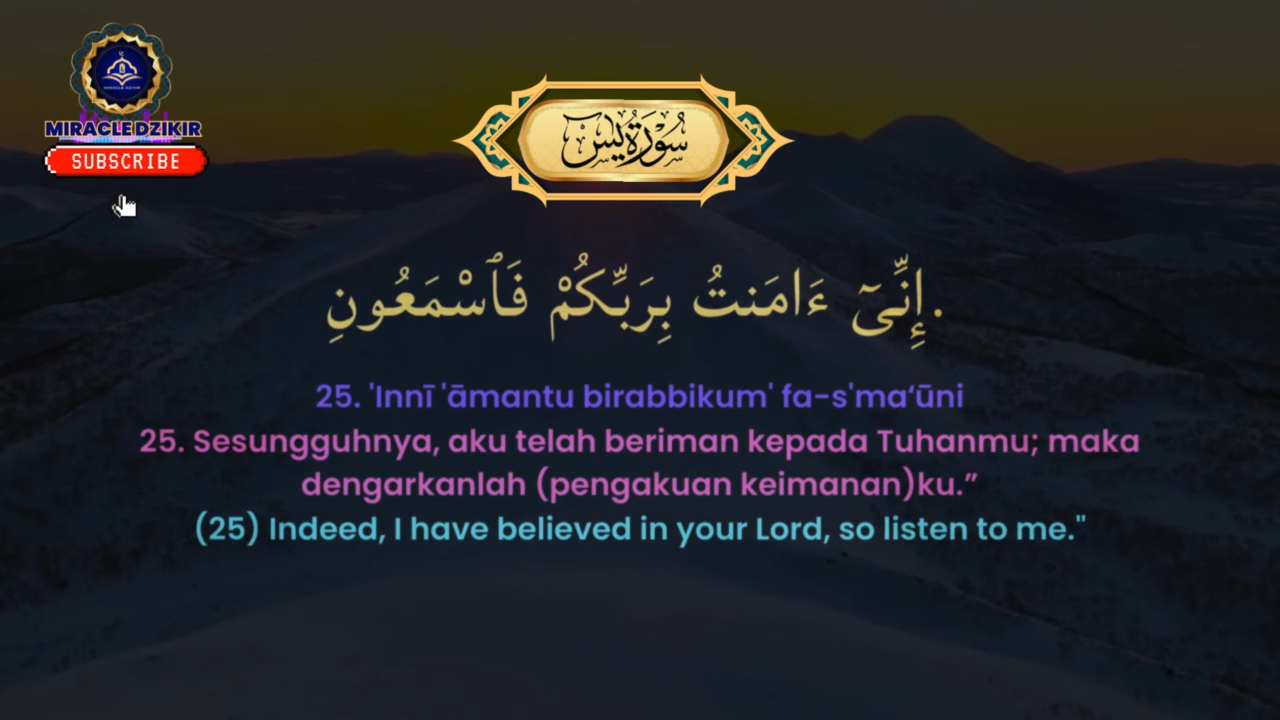 MIRACLE DZIKIR
MIRACLE DZIKIR
SUBSCRIBE
سُورَةُ يس
إِنِّىٓ ءَامَنتُ بِرَبِّكُمْ فَٱسْمَعُونِ.
25. 'Innī 'āmantu birabbikum' fa-s'ma‘ūni
25. Sesungguhnya, aku telah beriman kepada Tuhanmu; maka
dengarkanlah (pengakuan keimanan)ku.”
(25) Indeed, I have believed in your Lord, so listen to me."